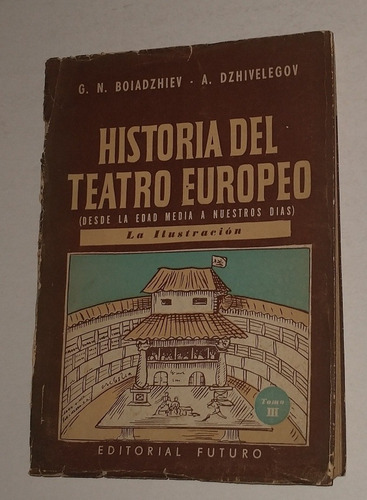 G. N. BOIADZHIEV - A. DZHIVELEGOV
HISTORIA DEL
TEATRO EUROPEO
(DESDE LA EDAD MEDIA A NUESTROS DIAS)
La Ilustración
Tomo
III
EDITORIAL FUTURO